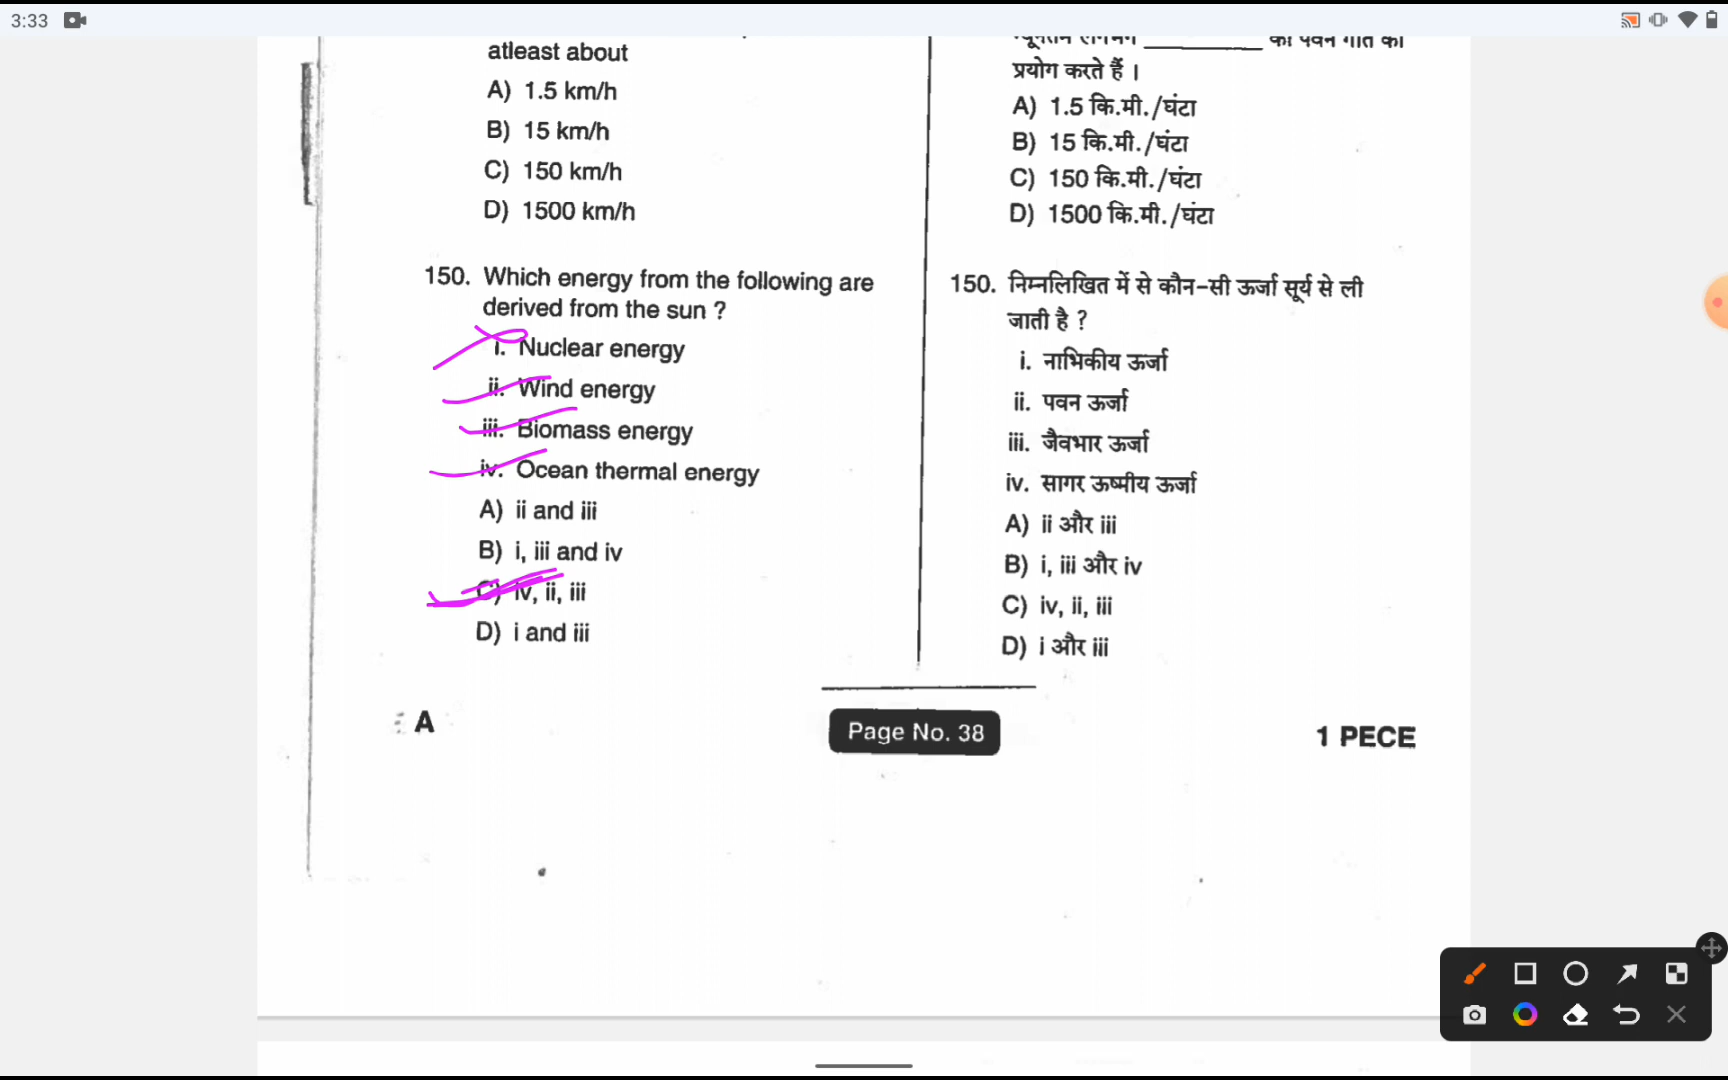 3:33
atleast about
A) 1.5 km/h
B) 15 km/h
C) 150 km/h
D) 1500 km/h
150. Which energy from the following are
derived from the sun ?
i. Nuclear energy
ii. Wind energy
iii. Biomass energy
iv. Ocean thermal energy
A) ii and iii
B) i, iii and iv
C) iv, ii, iii
D) i and iii
की पवन गति का
प्रयोग करते हैं ।
A) 1.5 कि.मी./घंटा
B) 15 कि.मी./घंटा
C) 150 कि.मी./घंटा
D) 1500 कि.मी./घंटा
150. निम्नलिखित में से कौन-सी ऊर्जा सूर्य से ली
जाती है ?
i. नाभिकीय ऊर्जा
ii. पवन ऊर्जा
iii. जैवभार ऊर्जा
iv. सागर ऊष्मीय ऊर्जा
A) ii और iii
B) i, iii और iv
C) iv, ii, iii
D) i और iii
A
Page No. 38
1 PECE